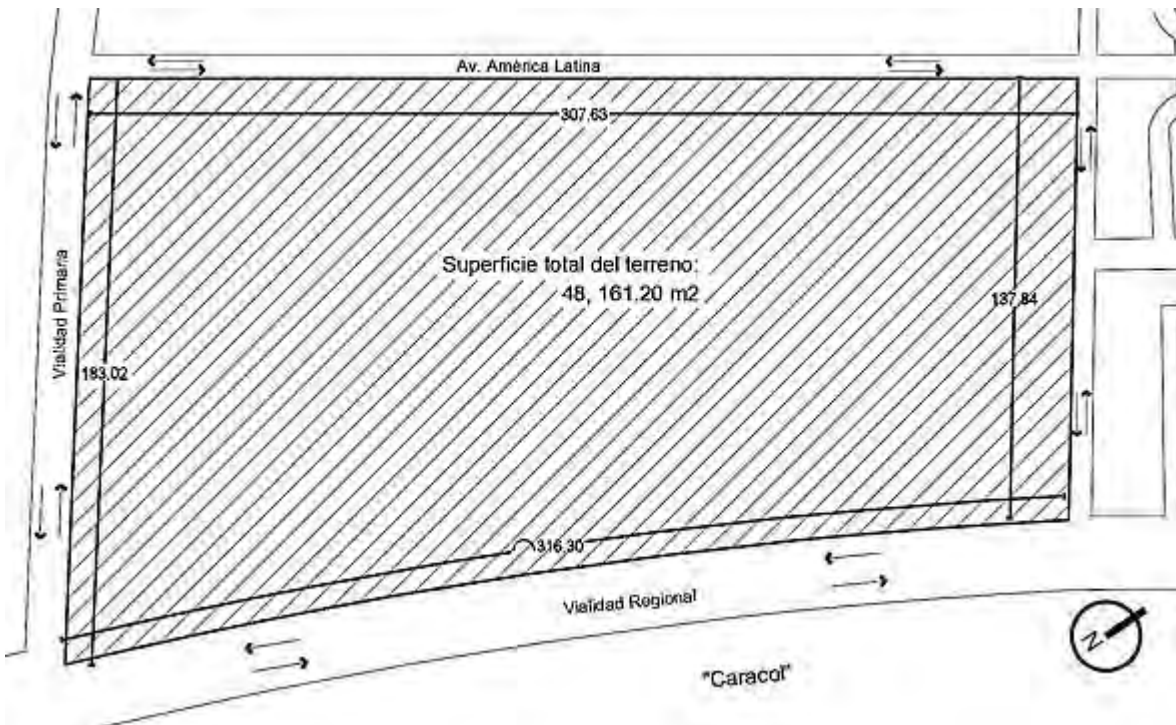 Av. América Latina
307.63
Superficie total del terreno:
48, 161.20 m2
137.84
Vialidad Primaria
183.02
316.30
Vialidad Regional
"Caracol"
N